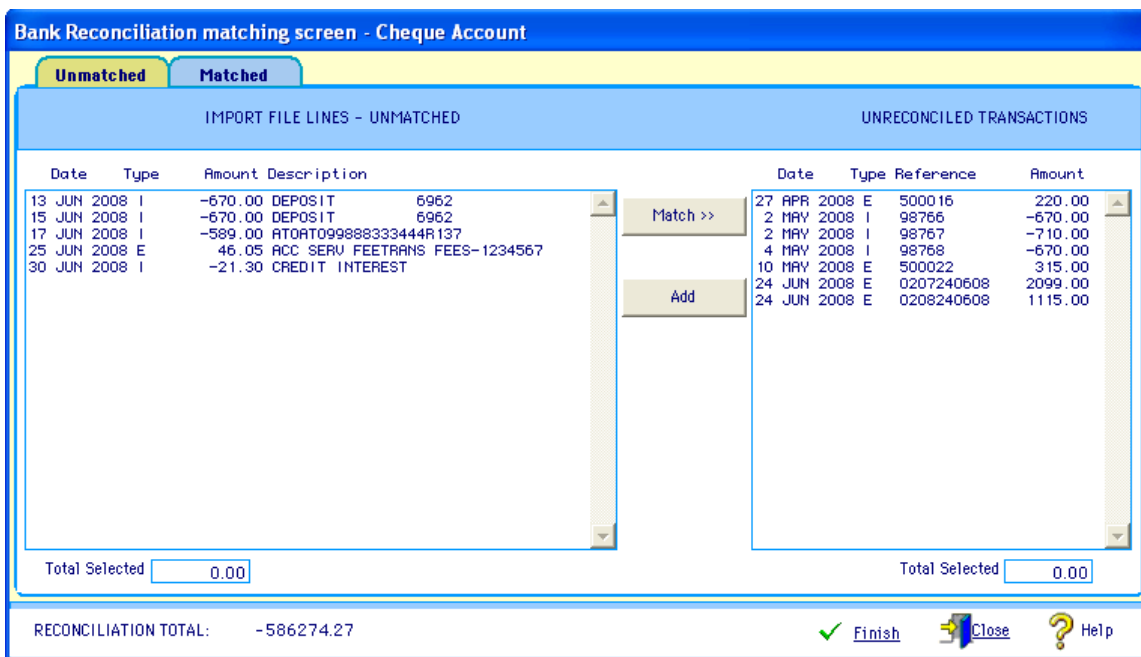 Bank Reconciliation matching screen - Cheque Account
Unmatched Matched
IMPORT FILE LINES - UNMATCHED
Date Type Amount Description
13 JUN 2008 I -670.00 DEPOSIT 6962
15 JUN 2008 I -670.00 DEPOSIT 6962
17 JUN 2008 I -589.00 ATOATO99888333444R137
25 JUN 2008 E 46.05 ACC SERV FEETRANS FEES-1234567
30 JUN 2008 I -21.30 CREDIT INTEREST
Total Selected 0.00
Match >>
Add
UNRECONCILED TRANSACTIONS
Date Type Reference Amount
27 APR 2008 E 500016 220.00
2 MAY 2008 I 98766 -670.00
2 MAY 2008 I 98767 -710.00
4 MAY 2008 I 98768 -670.00
10 MAY 2008 E 500022 315.00
24 JUN 2008 E 0207240608 2099.00
24 JUN 2008 E 0208240608 1115.00
Total Selected 0.00
RECONCILIATION TOTAL: -586274.27
Finish Close Help